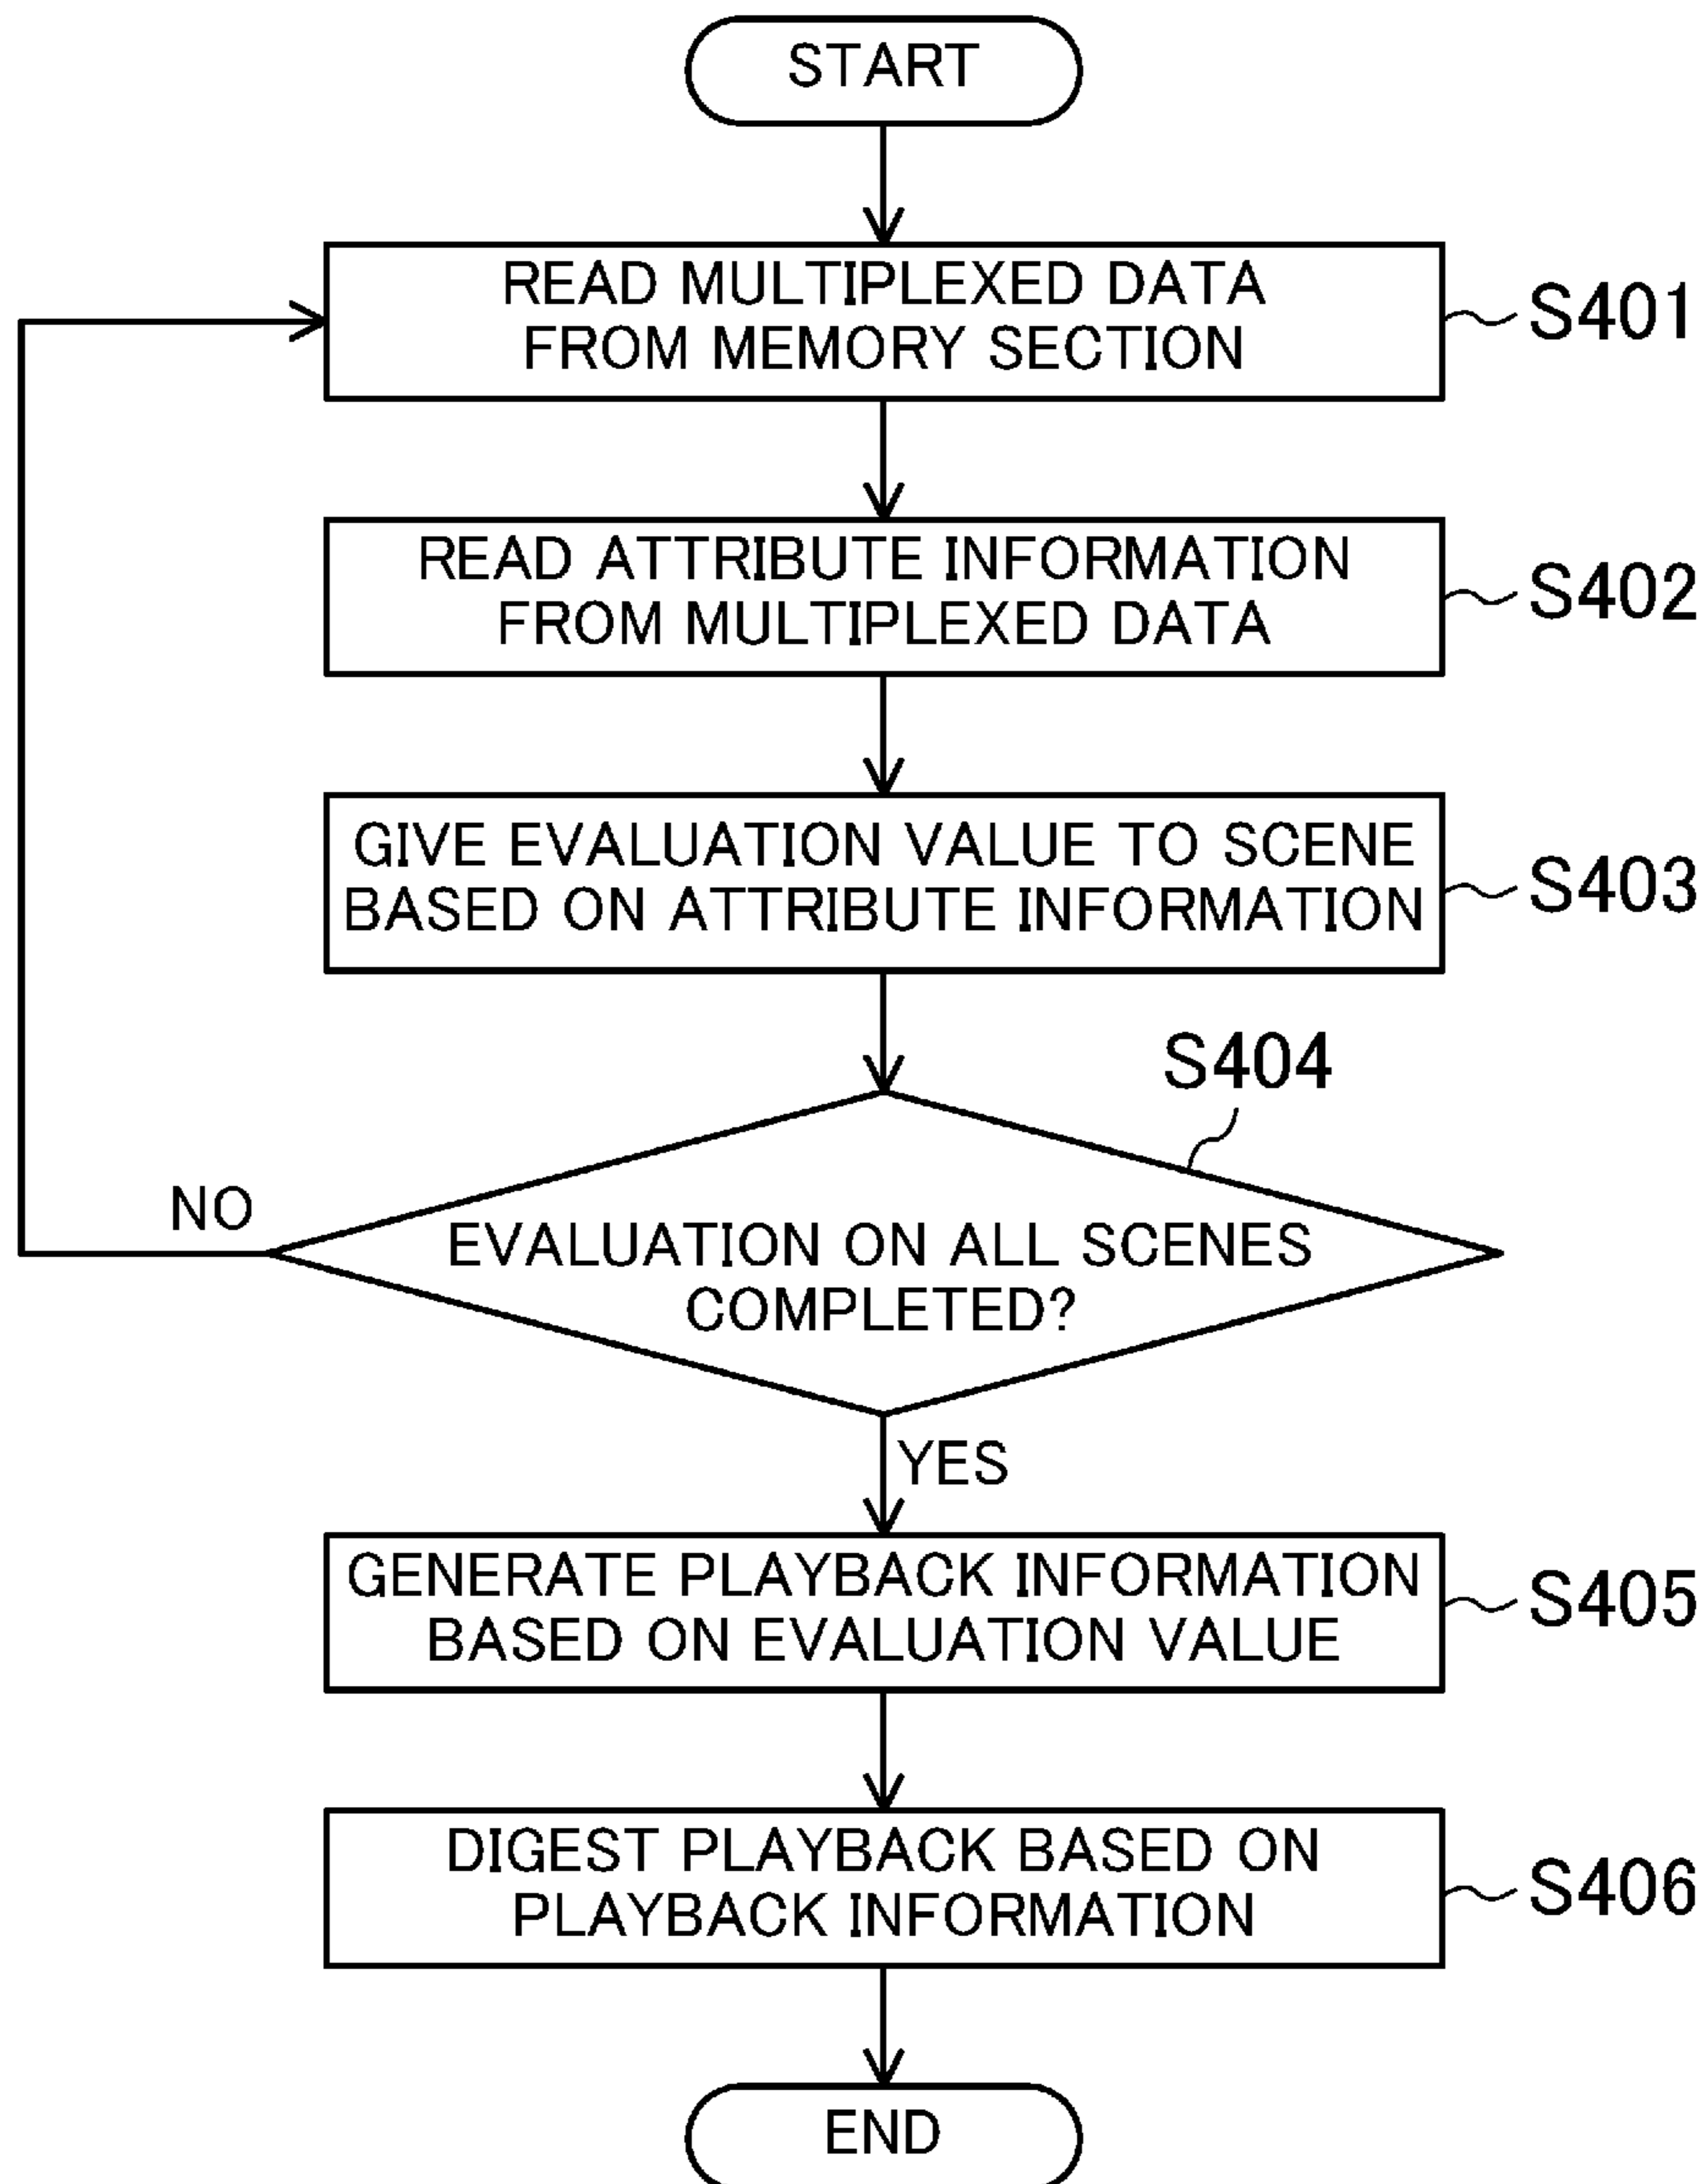 START
READ MULTIPLEXED DATA
FROM MEMORY SECTION
S401
READ ATTRIBUTE INFORMATION
FROM MULTIPLEXED DATA
S402
GIVE EVALUATION VALUE TO SCENE
BASED ON ATTRIBUTE INFORMATION
S403
S404
NO
EVALUATION ON ALL SCENES
COMPLETED?
YES
GENERATE PLAYBACK INFORMATION
BASED ON EVALUATION VALUE
S405
DIGEST PLAYBACK BASED ON
PLAYBACK INFORMATION
S406
END